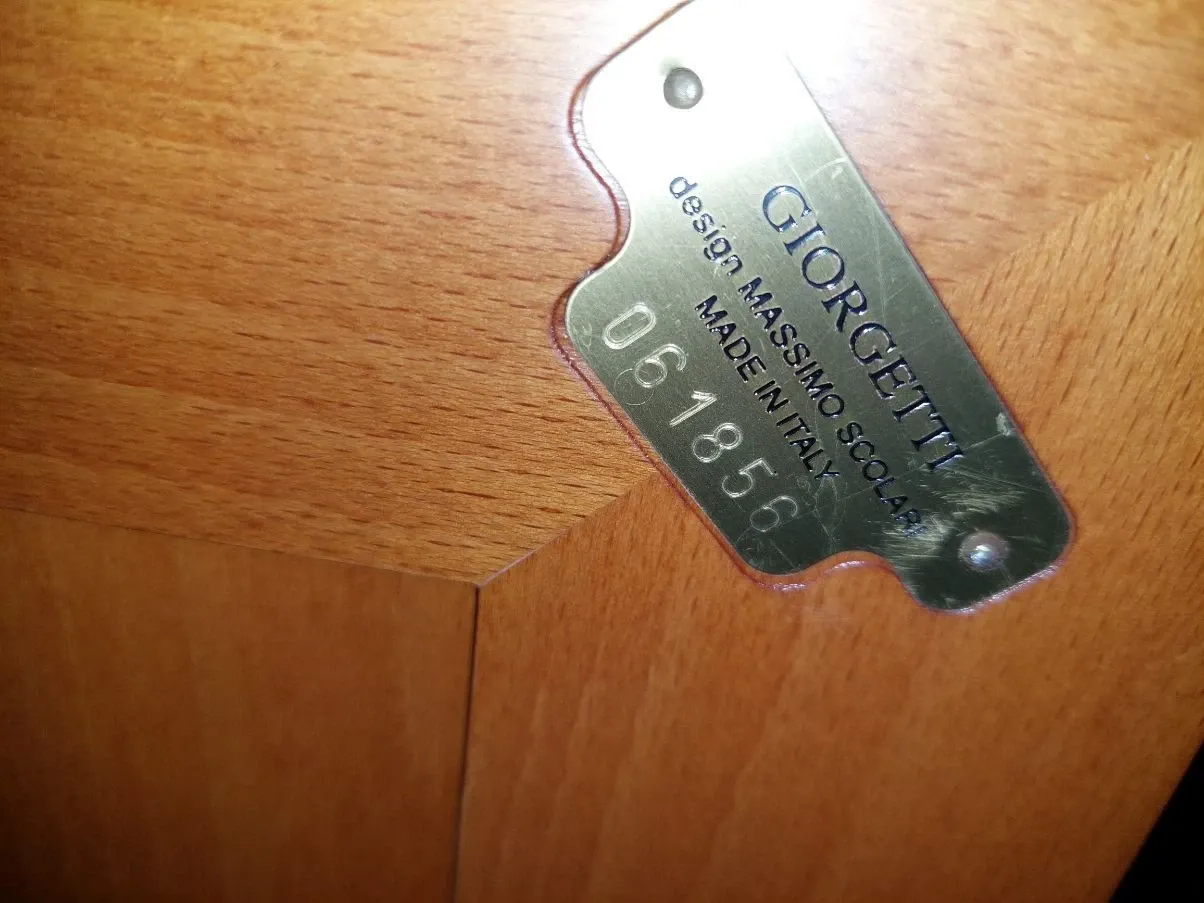 GIORGETTI
design MASSIMO SCOLARI
MADE IN ITALY
061856